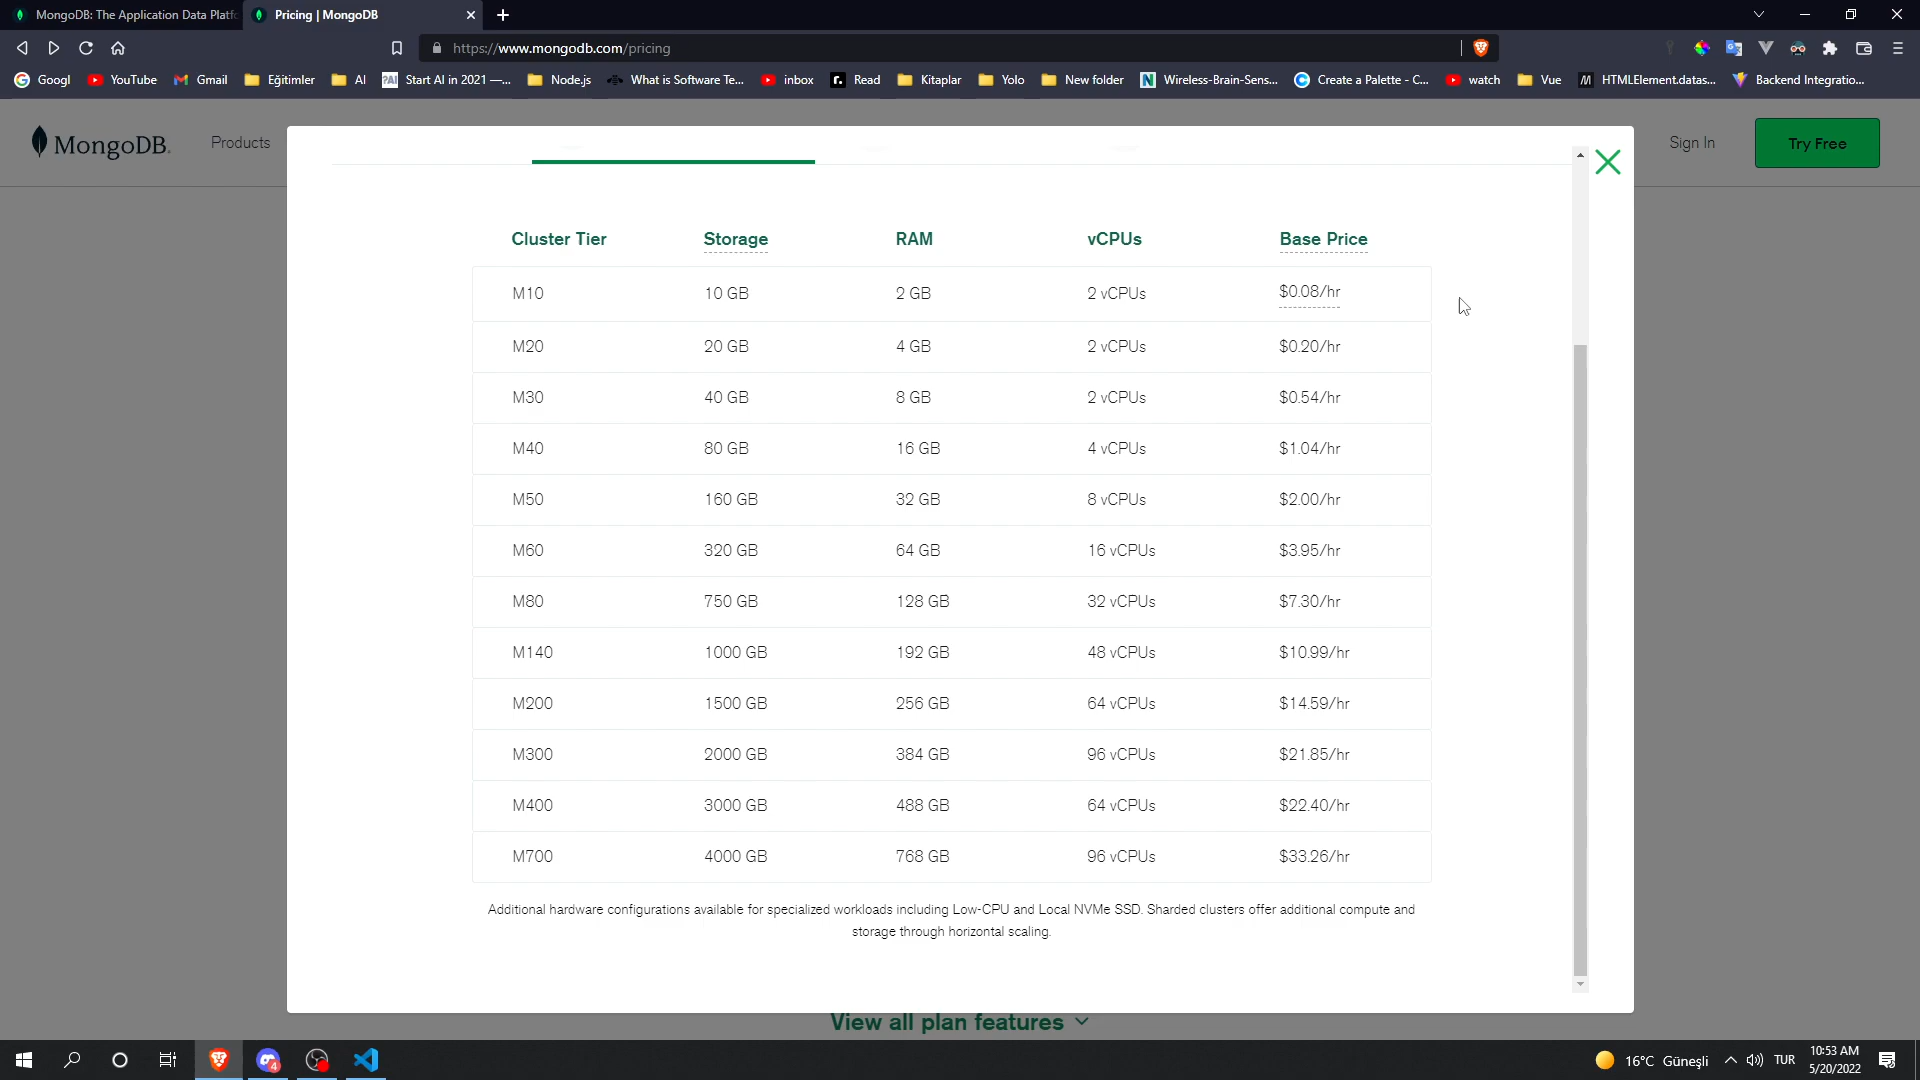 MongoDB: The Application Data Platfo
Pricing | MongoDB
https://www.mongodb.com/pricing
Googl
YouTube
Gmail
Eğitimler
AI
Start AI in 2021 —...
Node.js
What is Software Te...
inbox
Read
Kitaplar
Yolo
New folder
Wireless-Brain-Sens...
Create a Palette - C...
watch
Vue
HTMLElement.datas...
Backend Integratio...
MongoDB.
Products
Sign In
Try Free
Cluster Tier Storage RAM vCPUs Base Price
M10 10 GB 2 GB 2 vCPUs $0.08/hr
M20 20 GB 4 GB 2 vCPUs $0.20/hr
M30 40 GB 8 GB 2 vCPUs $0.54/hr
M40 80 GB 16 GB 4 vCPUs $1.04/hr
M50 160 GB 32 GB 8 vCPUs $2.00/hr
M60 320 GB 64 GB 16 vCPUs $3.95/hr
M80 750 GB 128 GB 32 vCPUs $7.30/hr
M140 1000 GB 192 GB 48 vCPUs $10.99/hr
M200 1500 GB 256 GB 64 vCPUs $14.59/hr
M300 2000 GB 384 GB 96 vCPUs $21.85/hr
M400 3000 GB 488 GB 64 vCPUs $22.40/hr
M700 4000 GB 768 GB 96 vCPUs $33.26/hr
Additional hardware configurations available for specialized workloads including Low-CPU and Local NVMe SSD. Sharded clusters offer additional compute and
storage through horizontal scaling.
View all plan features
4
16°C Güneşli
TUR
10:53 AM
5/20/2022